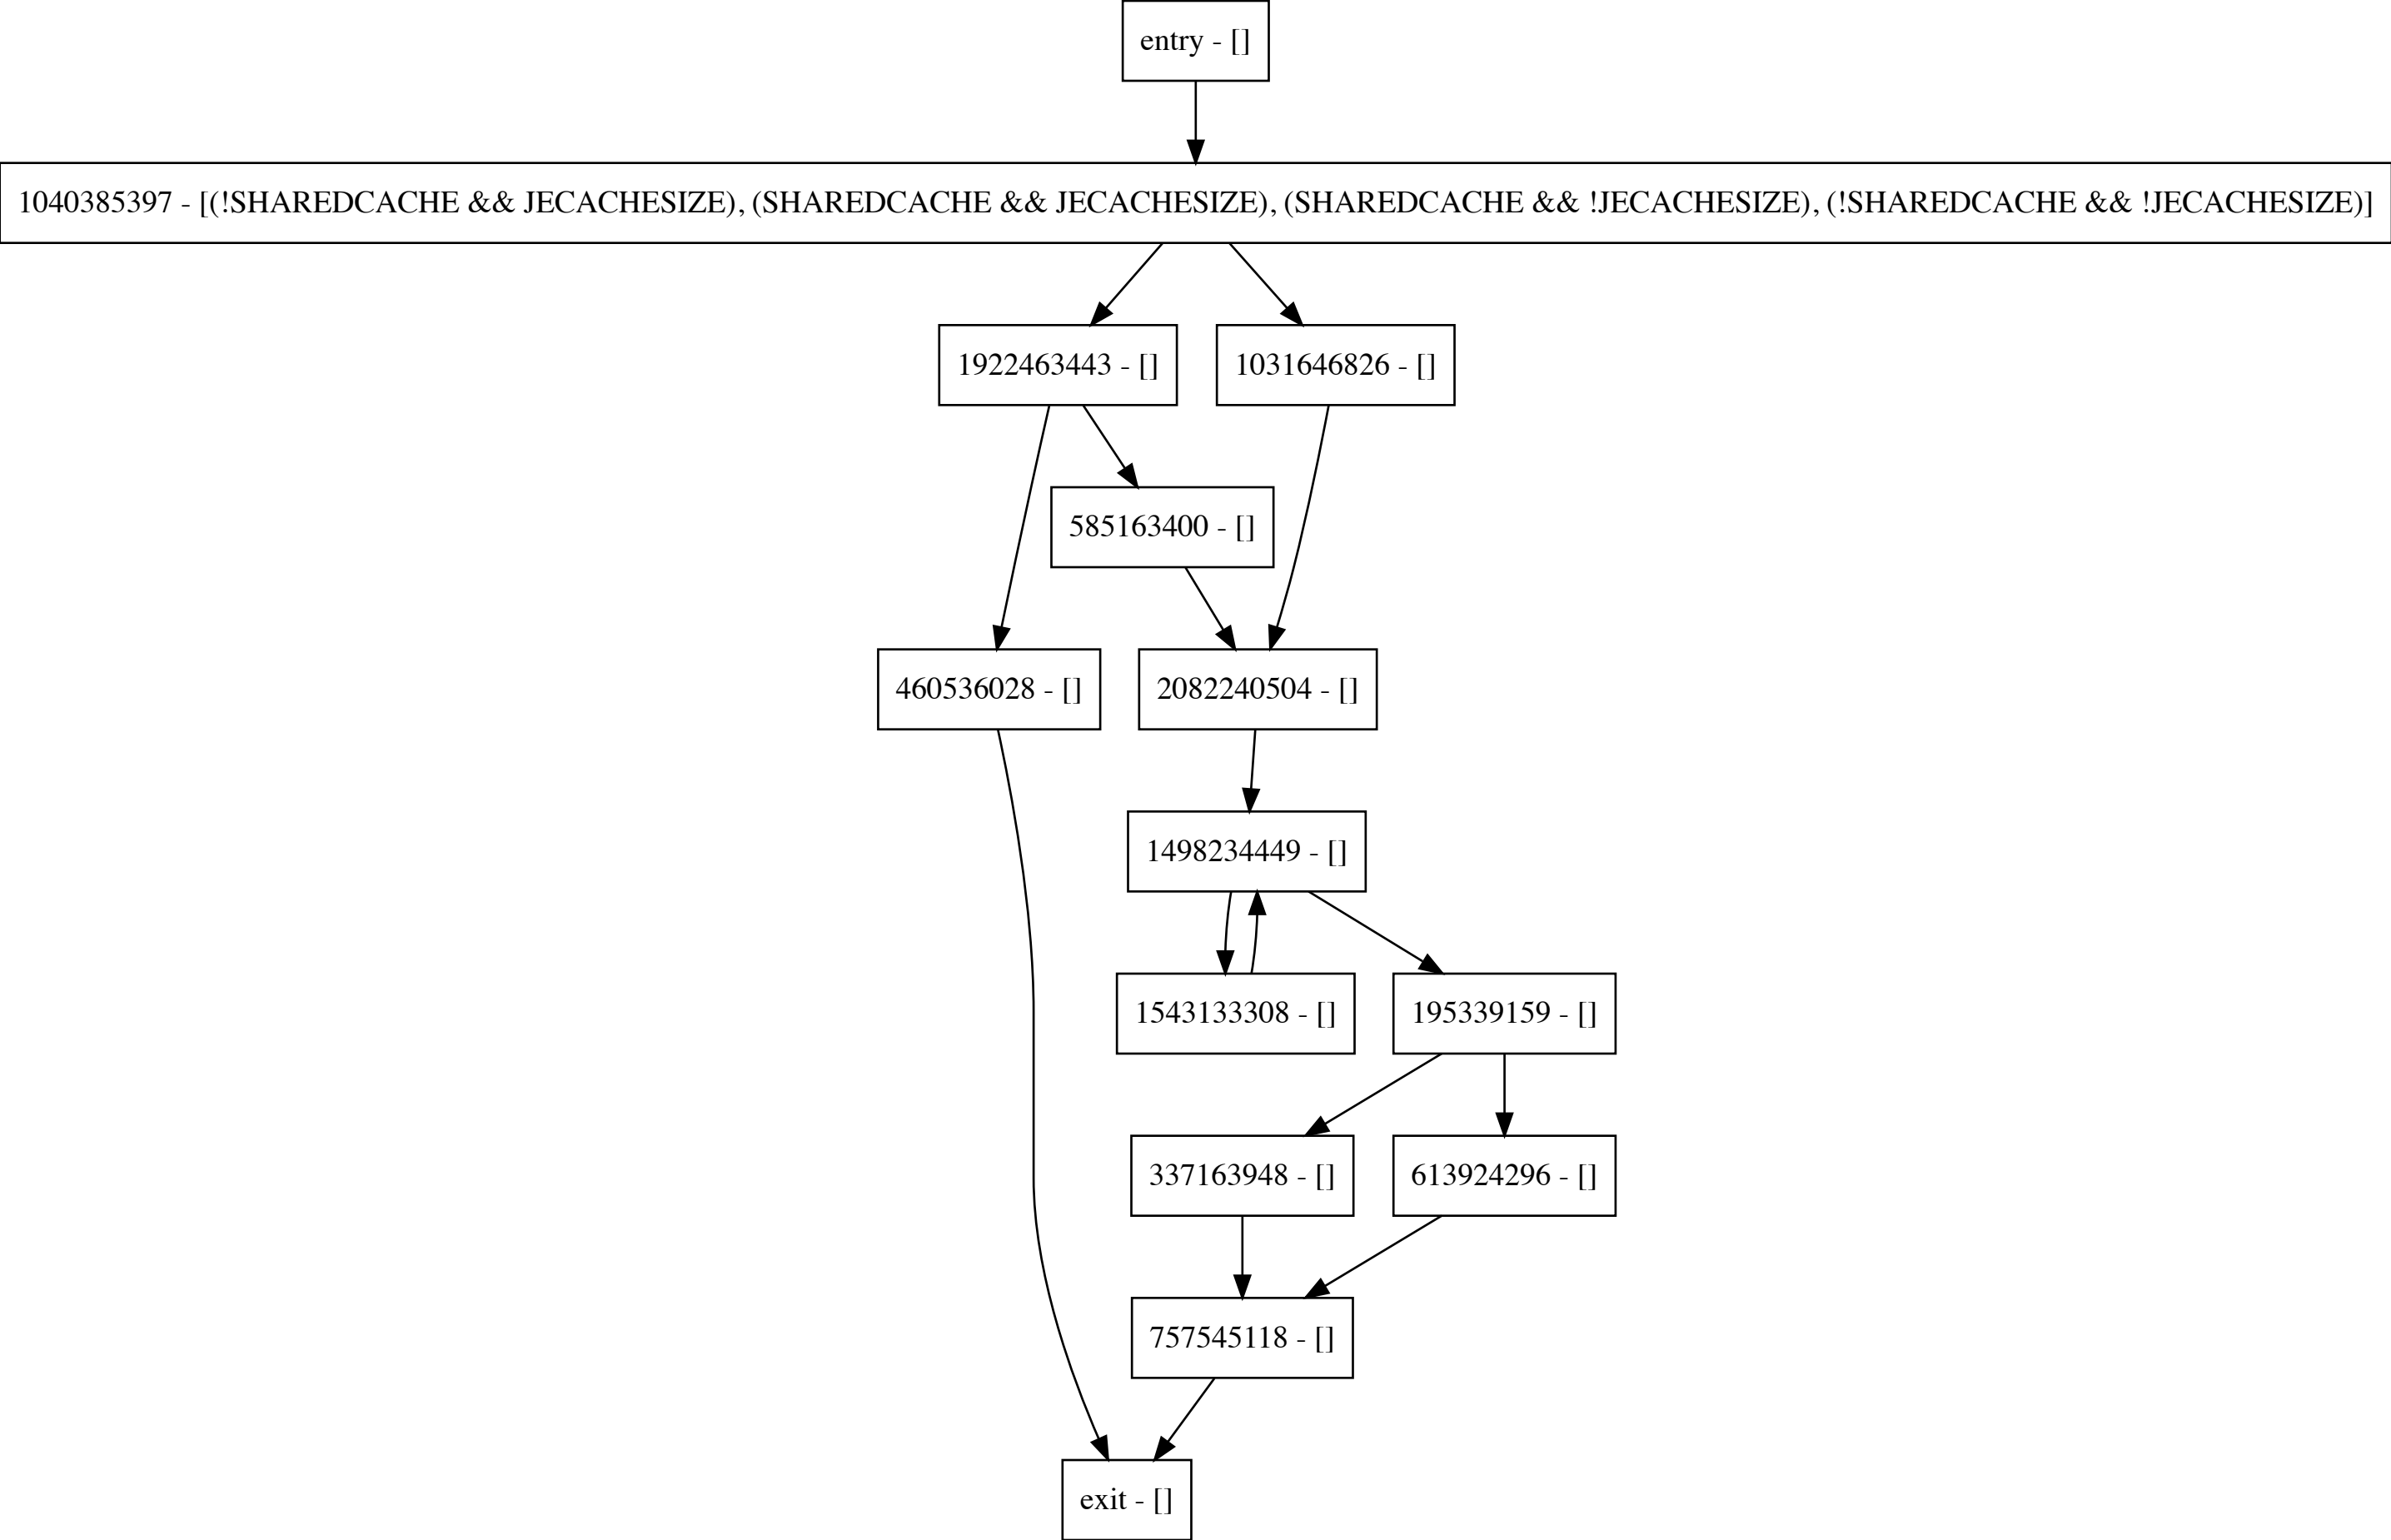 entry - []
1040385397 - [(!SHAREDCACHE && JECACHESIZE), (SHAREDCACHE && JECACHESIZE), (SHAREDCACHE && !JECACHESIZE), (!SHAREDCACHE && !JECACHESIZE)]
1922463443 - []
1031646826 - []
585163400 - []
460536028 - []
2082240504 - []
1498234449 - []
1543133308 - []
195339159 - []
337163948 - []
613924296 - []
757545118 - []
exit - []